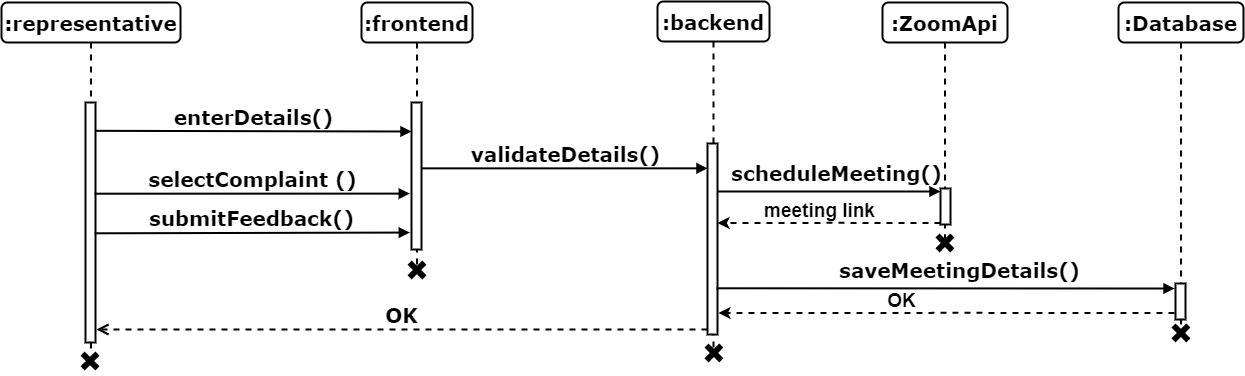 :representative
:frontend
:backend
:ZoomApi
:Database
enterDetails()
validateDetails()
selectComplaint ()
scheduleMeeting()
meeting link
submitFeedback()
saveMeetingDetails()
OK
OK